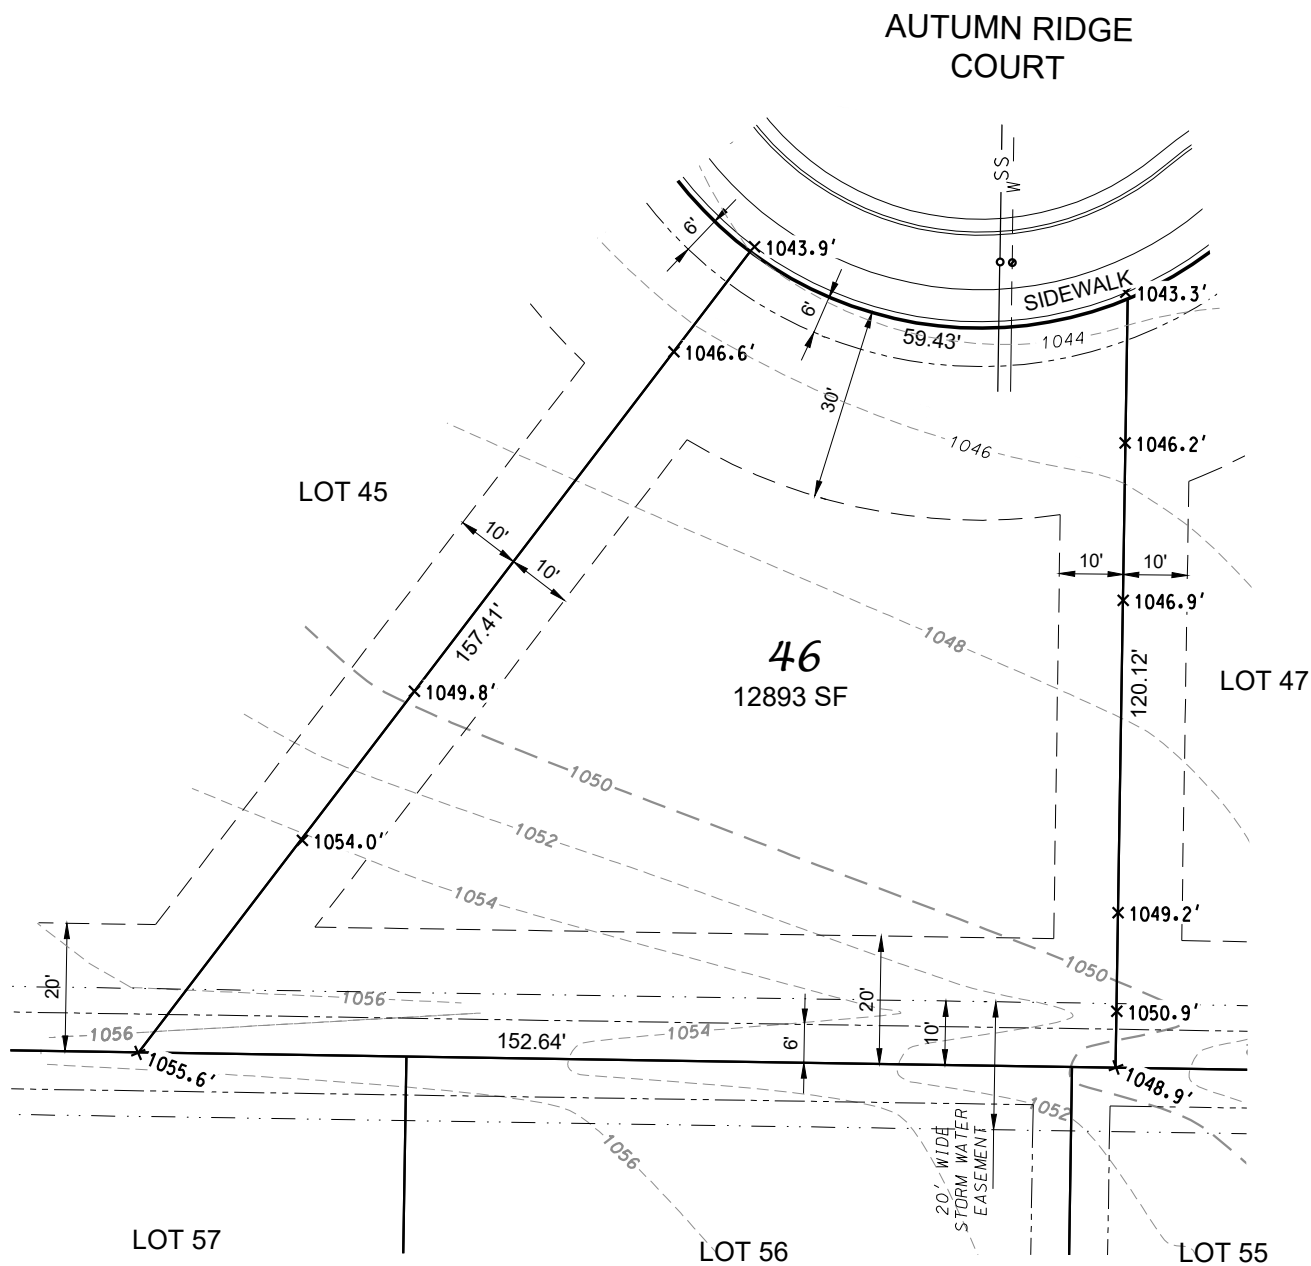 AUTUMN RIDGE
COURT
SS
W
6'
1043.9'
SIDEWALK
1043.3'
6'
59.43'
1044
1046.6'
30'
1046
1046.2'
LOT 45
10'
10'
10'
10'
1046.9'
157.41'
1048
46
12893 SF
120.12'
LOT 47
1049.8'
1050
1052
1054.0'
1054
1049.2'
1050
20'
1056
20'
1050.9'
1056
152.64'
1054
6'
10'
1055.6'
1048.9'
1052
20' WIDE
STORM WATER
EASEMENT
1056
LOT 57
LOT 56
LOT 55